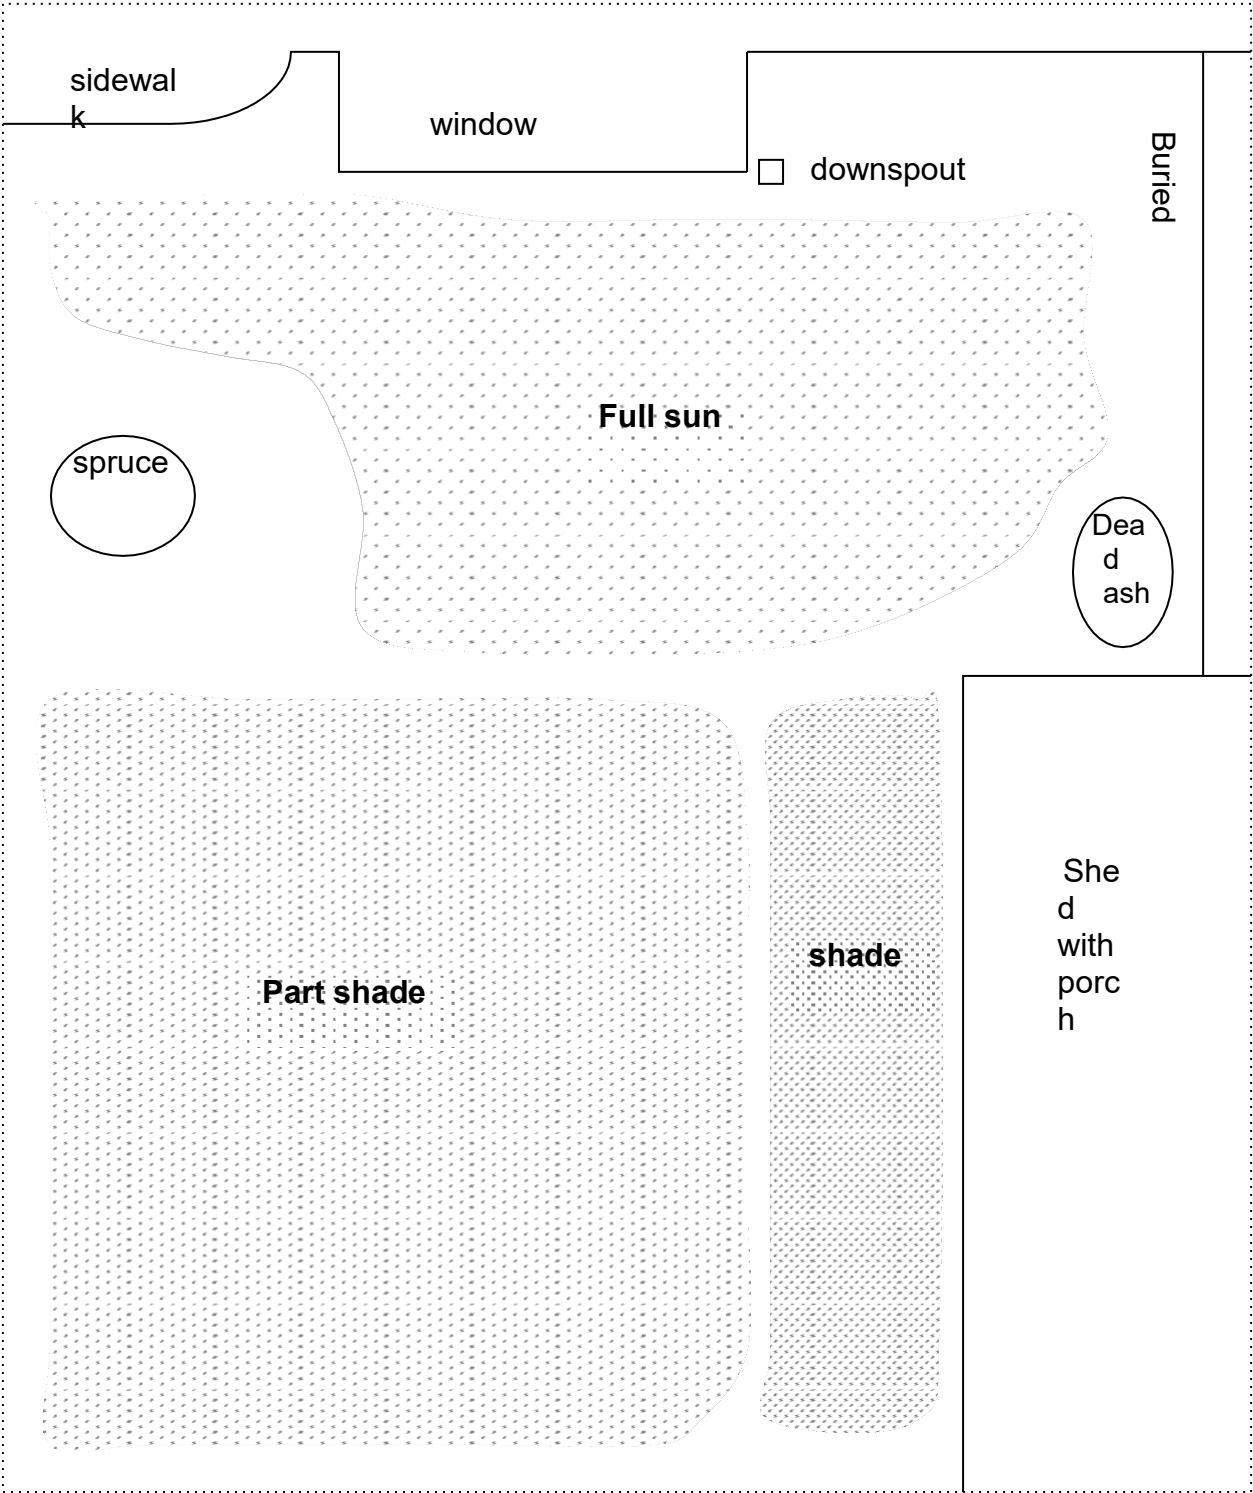 sidewal
k
window
downspout
Buried
Full sun
spruce
Dea
d
ash
She
d
with
porc
h
shade
Part shade